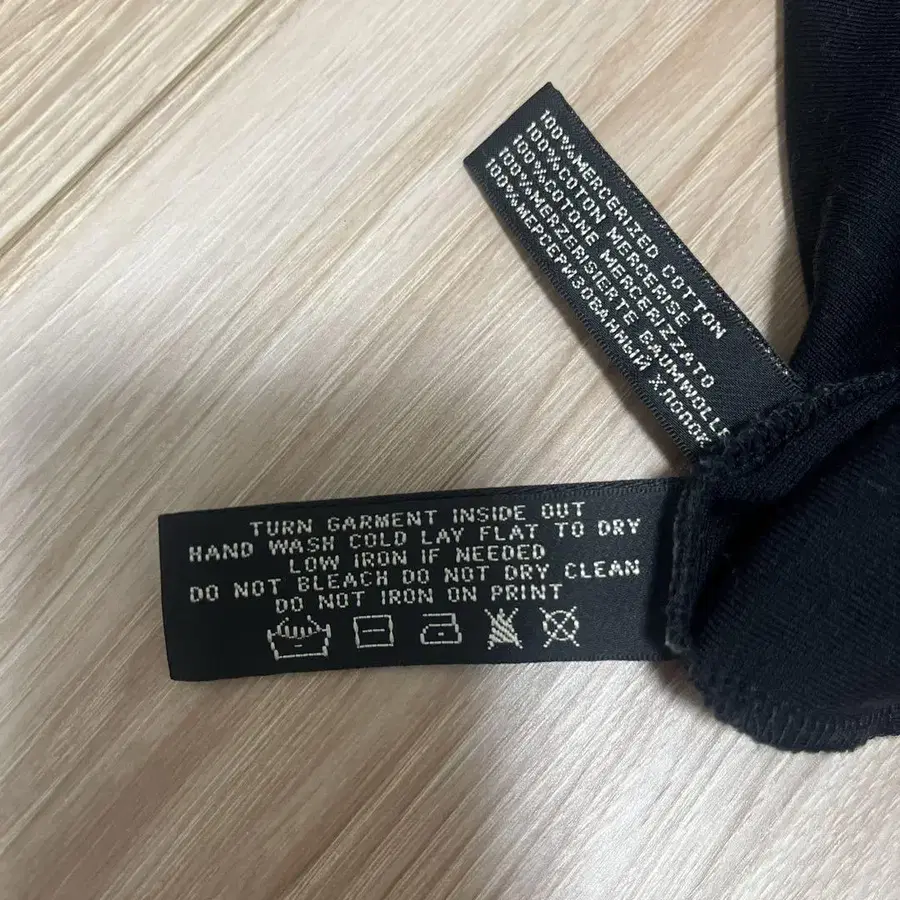 100%MERCERIZED COTTON
100%COTON MERCERISE
100%COTONE MERCERIZZATO
100%MERZERISIERTE BAUMWOLLE
100%МЕРСЕРИЗОВАННЫЙ ХЛОПОК
TURN GARMENT INSIDE OUT
HAND WASH COLD LAY FLAT TO DRY
LOW IRON IF NEEDED
DO NOT BLEACH DO NOT DRY CLEAN
DO NOT IRON ON PRINT